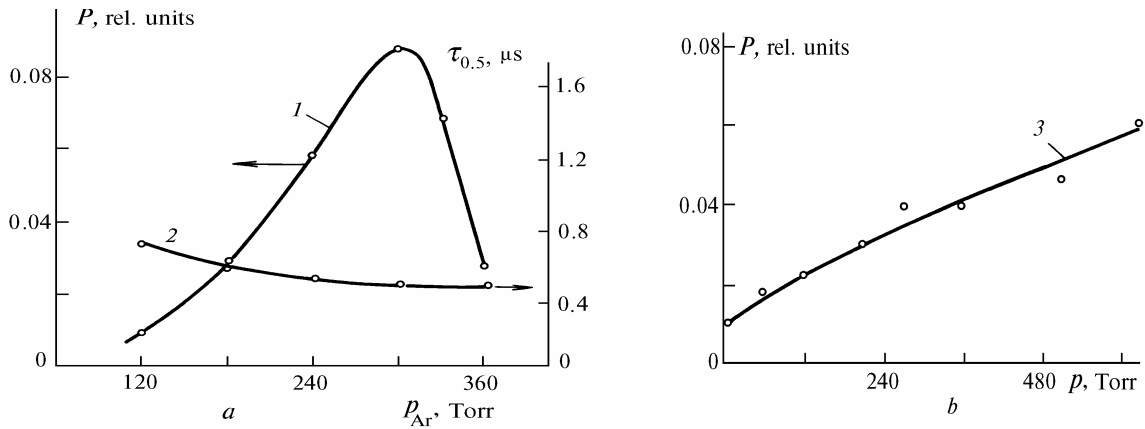 P, rel. units
τ0.5, μs
0.08
0.04
0
1
2
1.6
1.2
0.8
0.4
0
120
240
360
a
pAr, Torr
P, rel. units
0.08
0.04
0
3
240
480
p, Torr
b